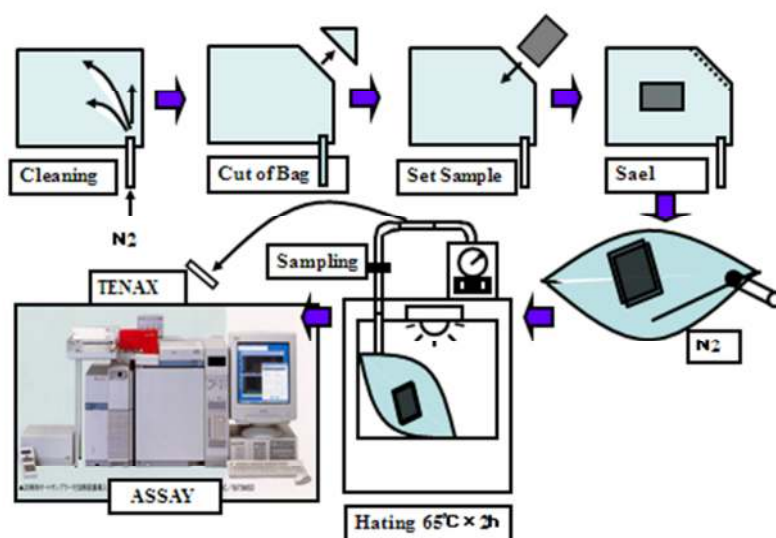 Cleaning
Cut of Bag
Set Sample
Sael
N2
N2
Sampling
TENAX
ASSAY
Hating 65℃×2h